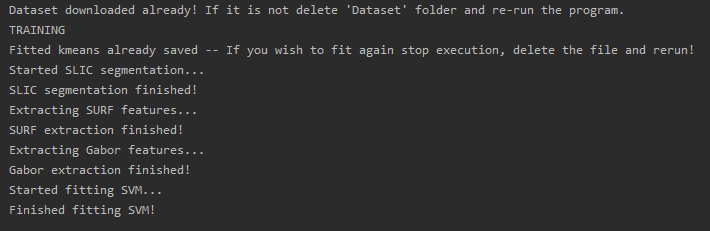 Dataset downloaded already! If it is not delete 'Dataset' folder and re-run the program.
TRAINING
Fitted kmeans already saved -- If you wish to fit again stop execution, delete the file and rerun!
Started SLIC segmentation...
SLIC segmentation finished!
Extracting SURF features...
SURF extraction finished!
Extracting Gabor features...
Gabor extraction finished!
Started fitting SVM...
Finished fitting SVM!